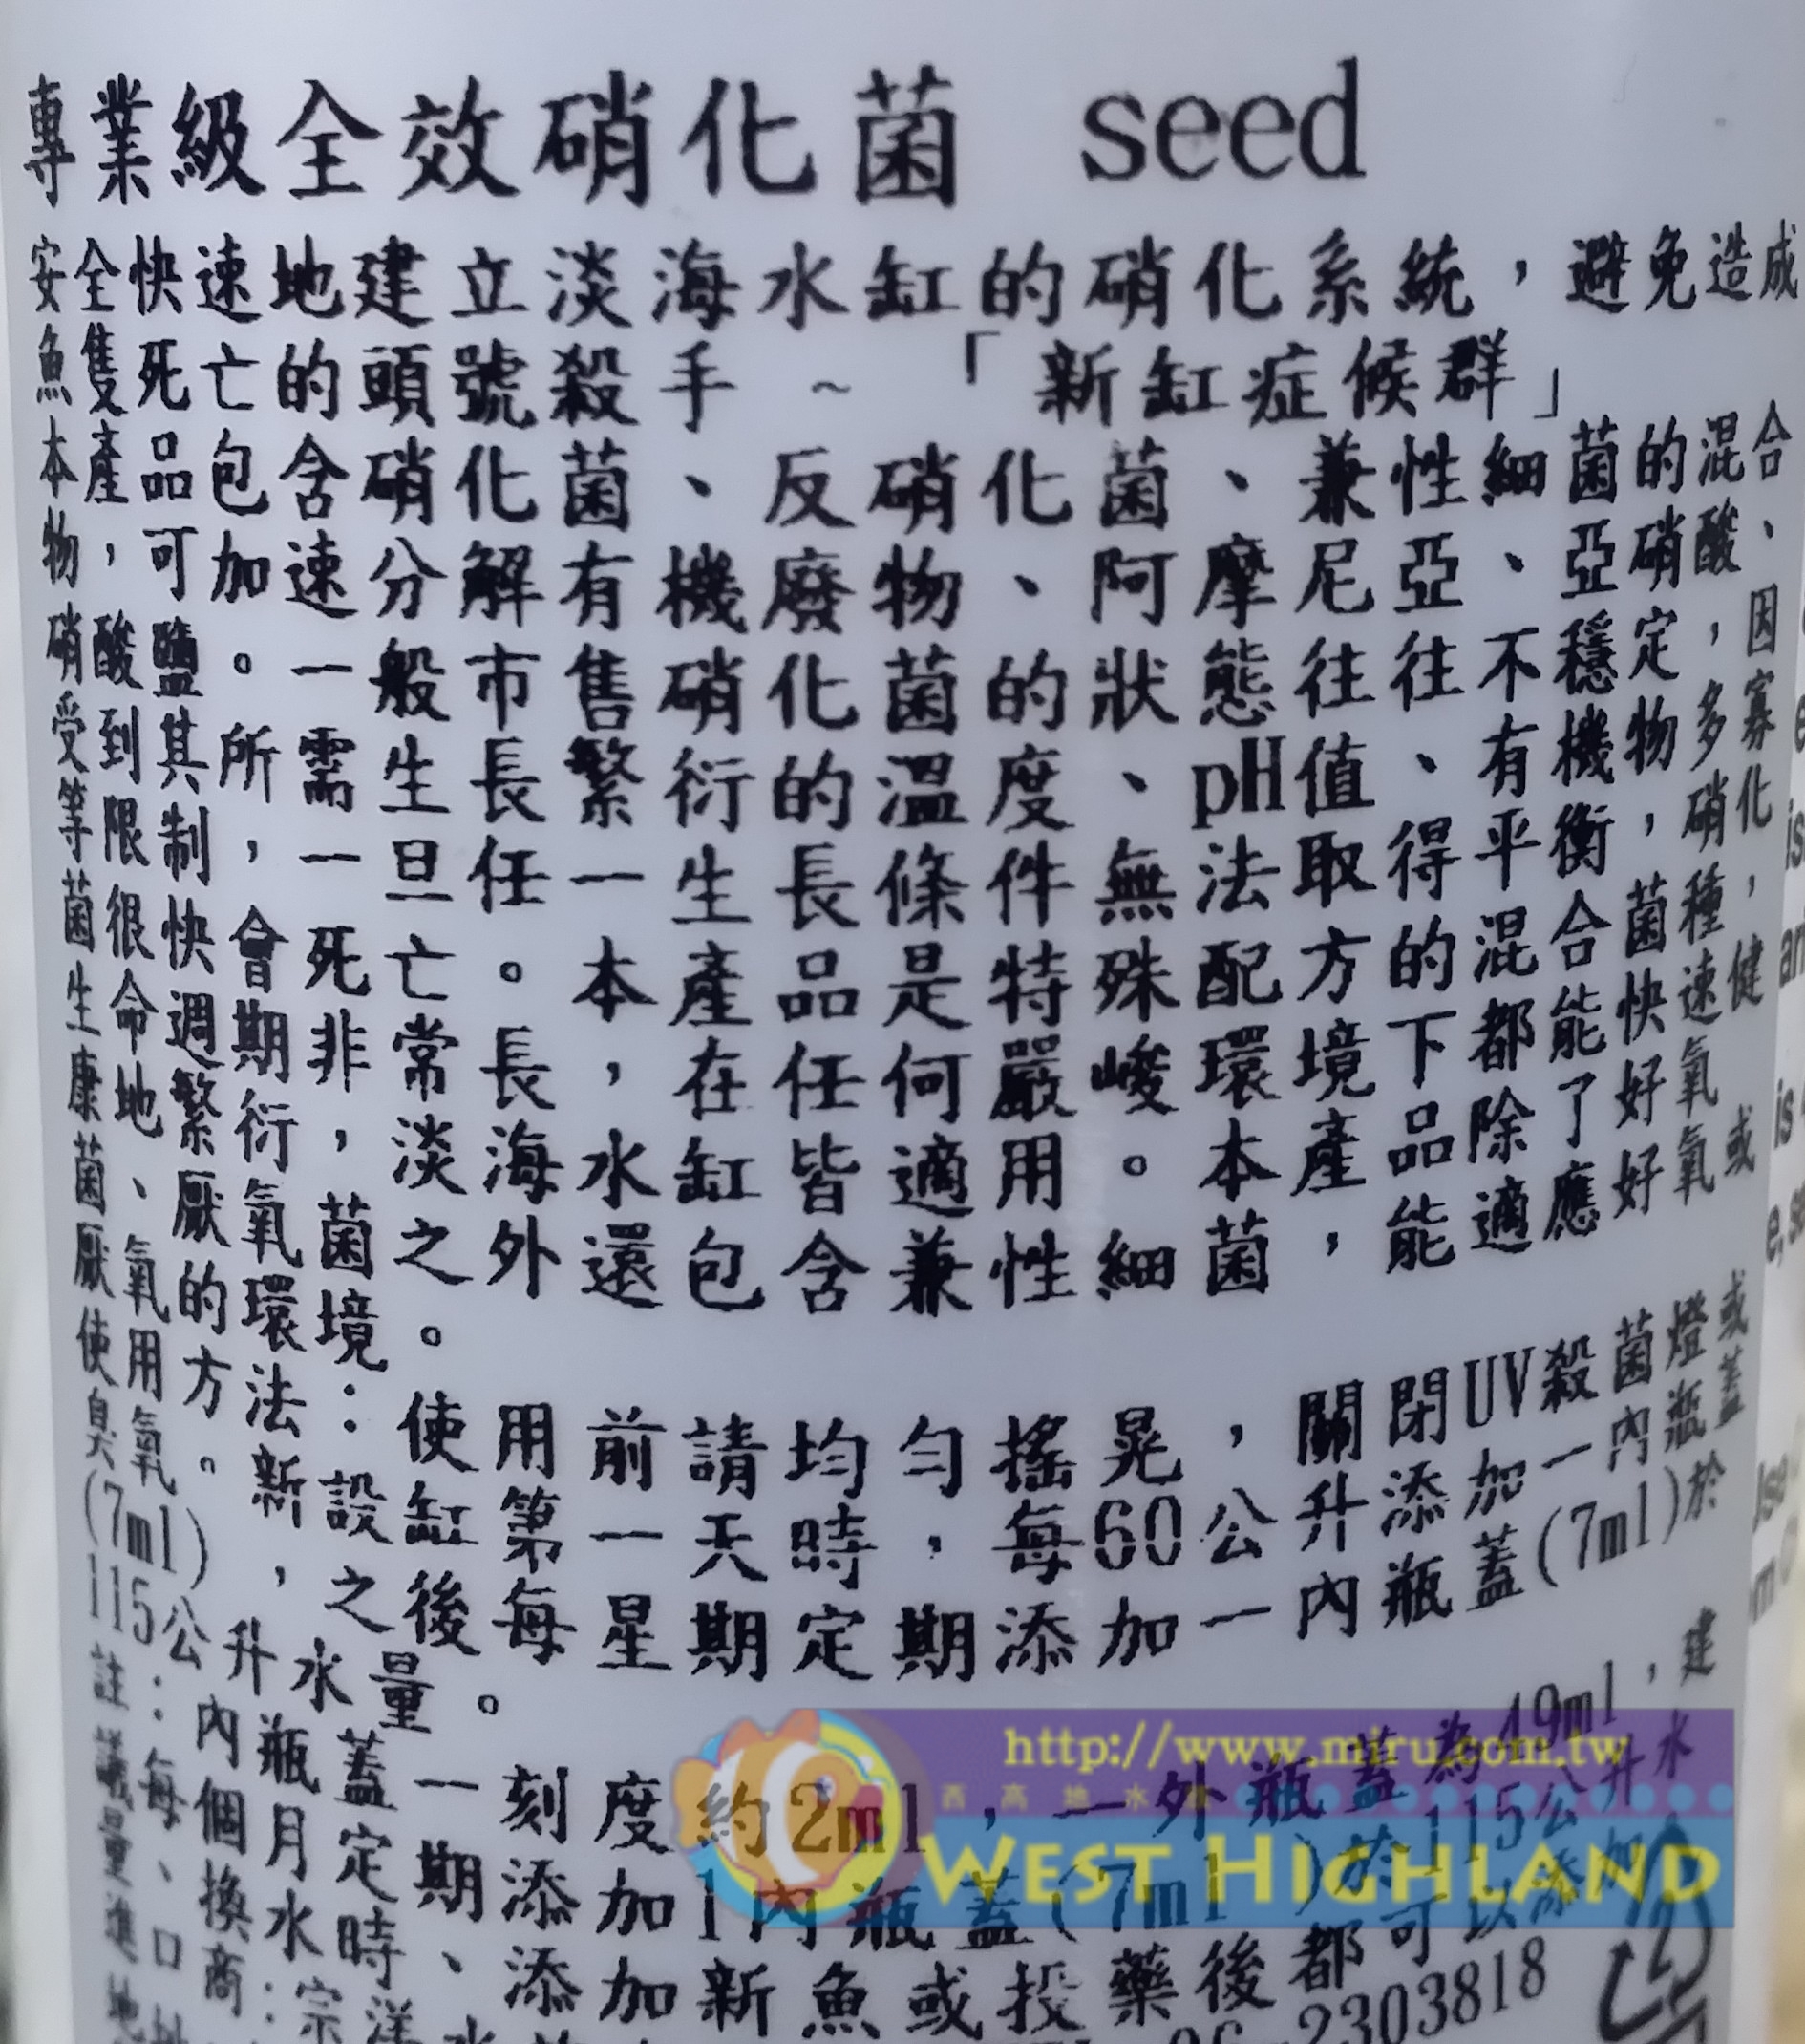 專業級全效硝化菌 seed
安全快速地建立淡海水缸的硝化系統，避免造成
魚隻死亡的頭號殺手 ~ 「新缸症候群」
本產品包含硝化菌、反硝化菌、兼性細菌的混合
物，可加速分解有機廢物、阿摩尼亞、亞硝酸、
硝酸鹽。一般市售硝化菌的狀態往往不穩定，因
受到其所需生長繁衍的溫度、pH值、有機物多寡
等限制，一旦任一生長條件無法取得平衡，硝化
菌很快會死亡。本產品是特殊配方的混合菌種，
生命週期非常長，在任何嚴峻環境下都能快速健
康地繁衍，淡海水缸皆適用。本產品除了好氧
菌、厭氧菌之外還包含兼性細菌，能適應好氧或
厭氧的環境。
使用方法：使用前請均勻搖晃，關閉UV殺菌燈或
臭氧。新設缸第一天時，每60公升添加一內瓶蓋
(7ml)，之後每星期定期添加一內瓶蓋(7ml)於
115公升水量。
註：每內瓶蓋一刻度約2ml，一外瓶蓋為，建
議每個月定期添加1內瓶蓋(7ml)於115公升水
量、換水時、添加新魚或投藥後都可以添加
進口商：宗洋水 2303818
http://www.miru.com.tw
西高地水
WEST HIGHLAND